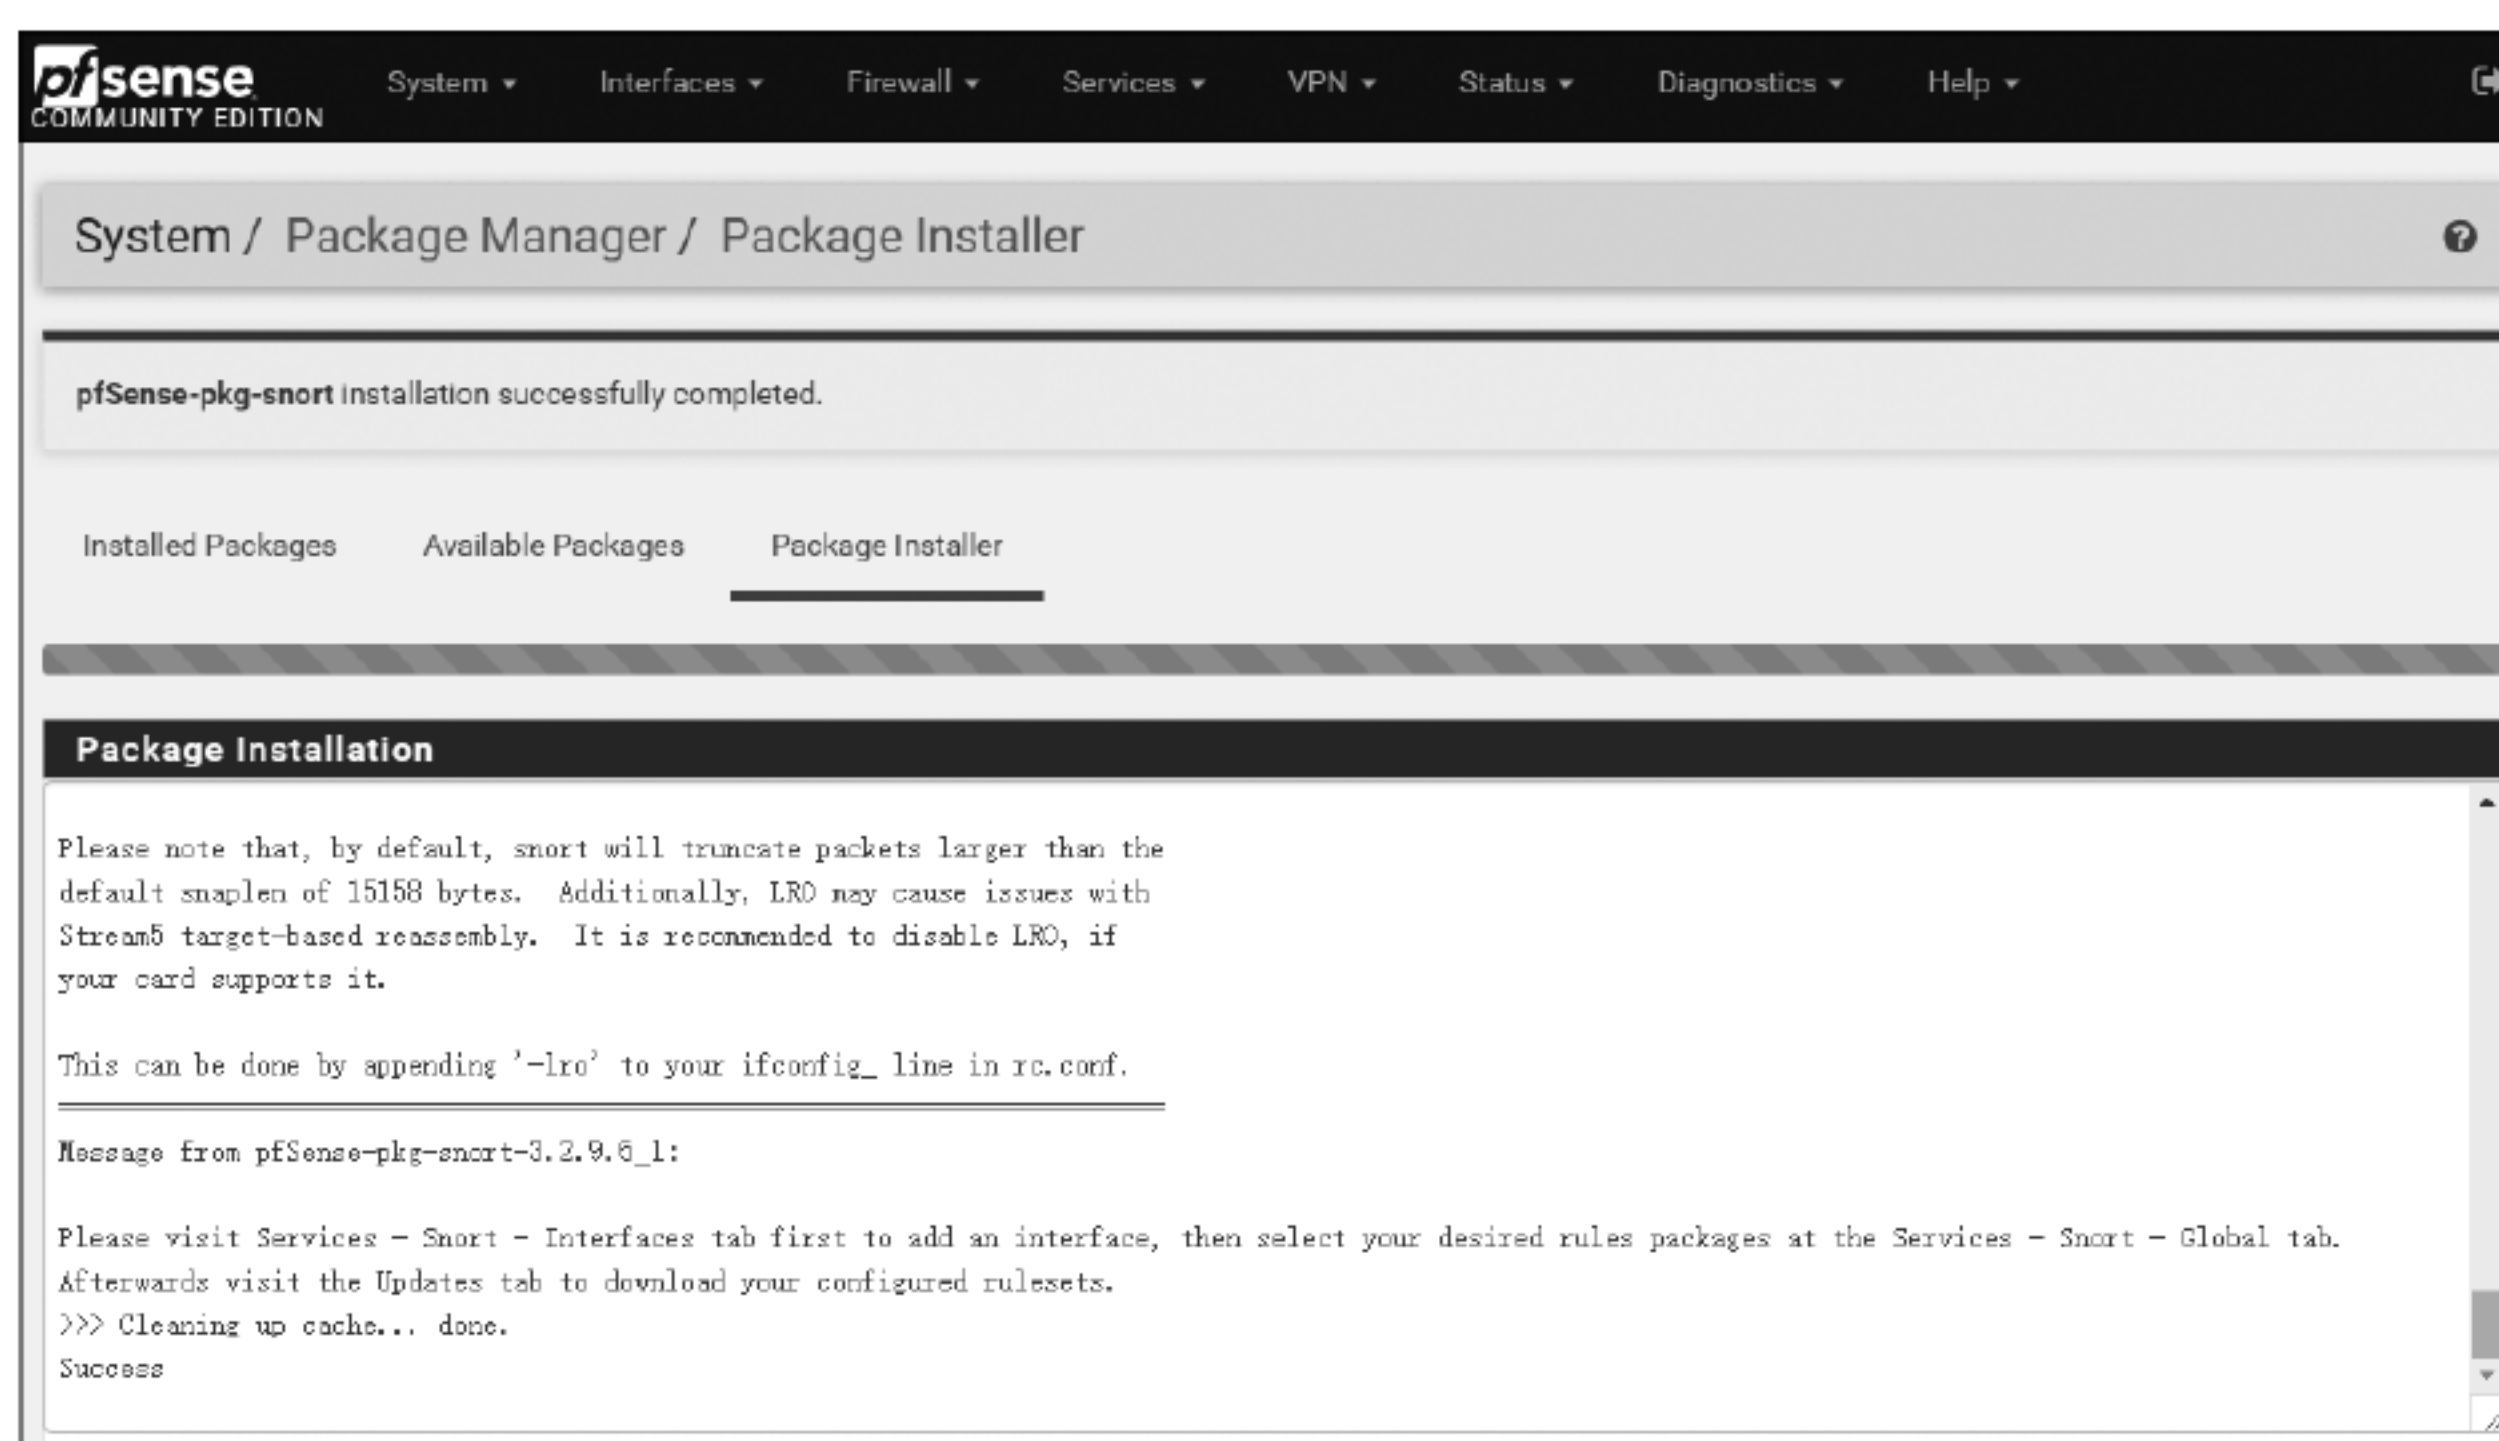 pfsense
COMMUNITY EDITION
System Interfaces Firewall Services VPN Status Diagnostics Help
System / Package Manager / Package Installer
pfSense-pkg-snort installation successfully completed.
Installed Packages Available Packages Package Installer
Package Installation
Please note that, by default, snort will truncate packets larger than the
default snaplen of 15158 bytes.  Additionally, LRO may cause issues with
Stream5 target-based reassembly.  It is recommended to disable LRO, if
your card supports it.
This can be done by appending '-lro' to your ifconfig_ line in rc.conf.
Message from pfSense-pkg-snort-3.2.9.6_1:
Please visit Services - Snort - Interfaces tab first to add an interface, then select your desired rules packages at the Services - Snort - Global tab.
Afterwards visit the Updates tab to download your configured rulesets.
>>> Cleaning up cache... done.
Success